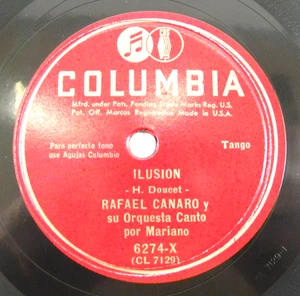 COLUMBIA
Mfrd. under Pats. Pending Trade Marks Reg. U.S.
Pat. Off. Marcas Registradas Made in U.S.A.
Para perfecto tono
use Agujas Columbia
Tango
ILUSION
- H. Doucet -
RAFAEL CANARO y
su Orquesta Canto
por Mariano
6274-X
(CL 7129)